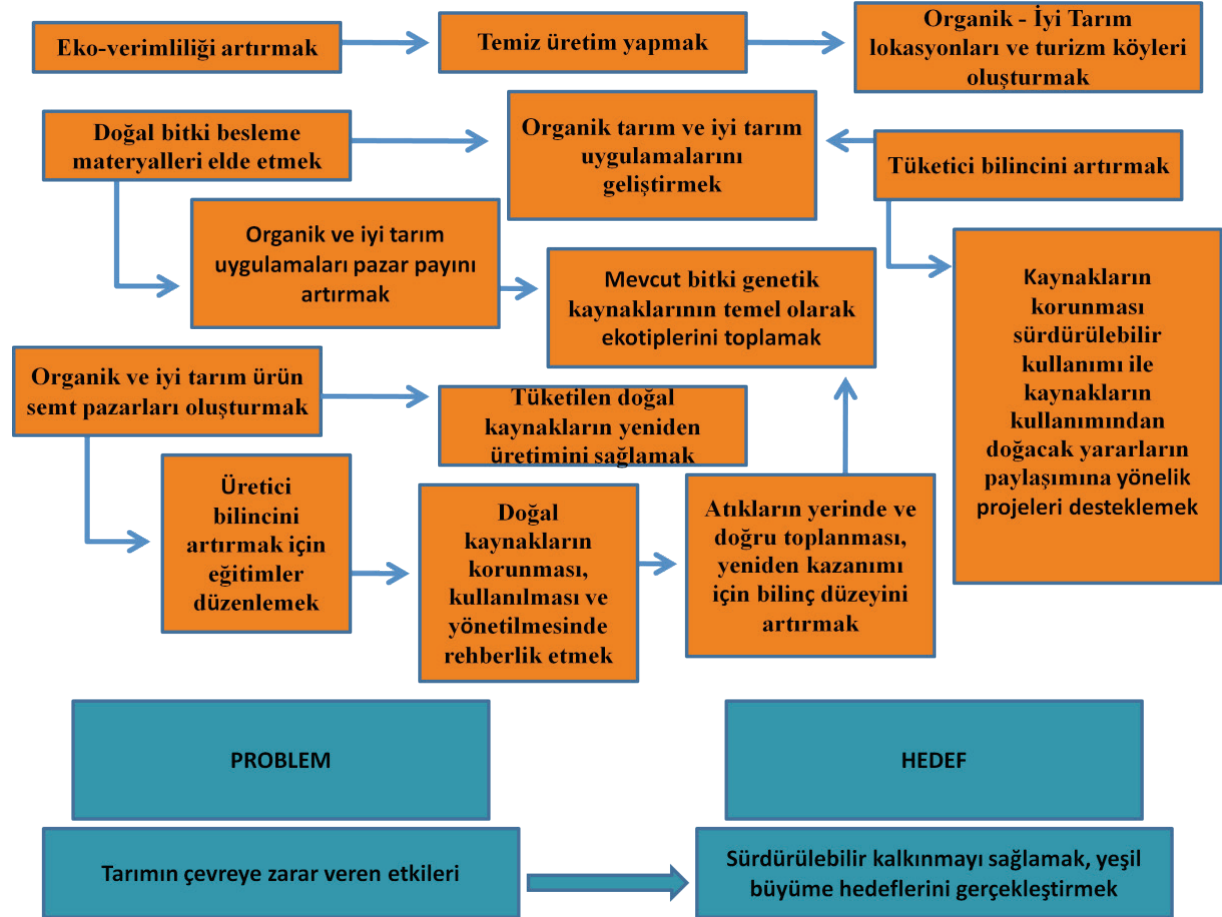 Eko-verimliliği artırmak
Temiz üretim yapmak
Organik - İyi Tarım
lokasyonları ve turizm köyleri
oluşturmak
Doğal bitki besleme
materyalleri elde etmek
Organik tarım ve iyi tarım
uygulamalarını
geliştirmek
Tüketici bilincini artırmak
Organik ve iyi tarım
uygulamaları pazar payını
artırmak
Mevcut bitki genetik
kaynaklarının temel olarak
ekotiplerini toplamak
Kaynakların
korunması
sürdürülebilir
kullanımı ile
kaynakların
kullanımından
doğacak yararların
paylaşımına yönelik
projeleri desteklemek
Organik ve iyi tarım ürün
semt pazarları oluşturmak
Tüketilen doğal
kaynakların yeniden
üretimini sağlamak
Üretici
bilincini
artırmak için
eğitimler
düzenlemek
Doğal
kaynakların
korunması,
kullanılması ve
yönetilmesinde
rehberlik etmek
Atıkların yerinde ve
doğru toplanması,
yeniden kazanımı
için bilinç düzeyini
artırmak
PROBLEM
HEDEF
Tarımın çevreye zarar veren etkileri
Sürdürülebilir kalkınmayı sağlamak, yeşil
büyüme hedeflerini gerçekleştirmek